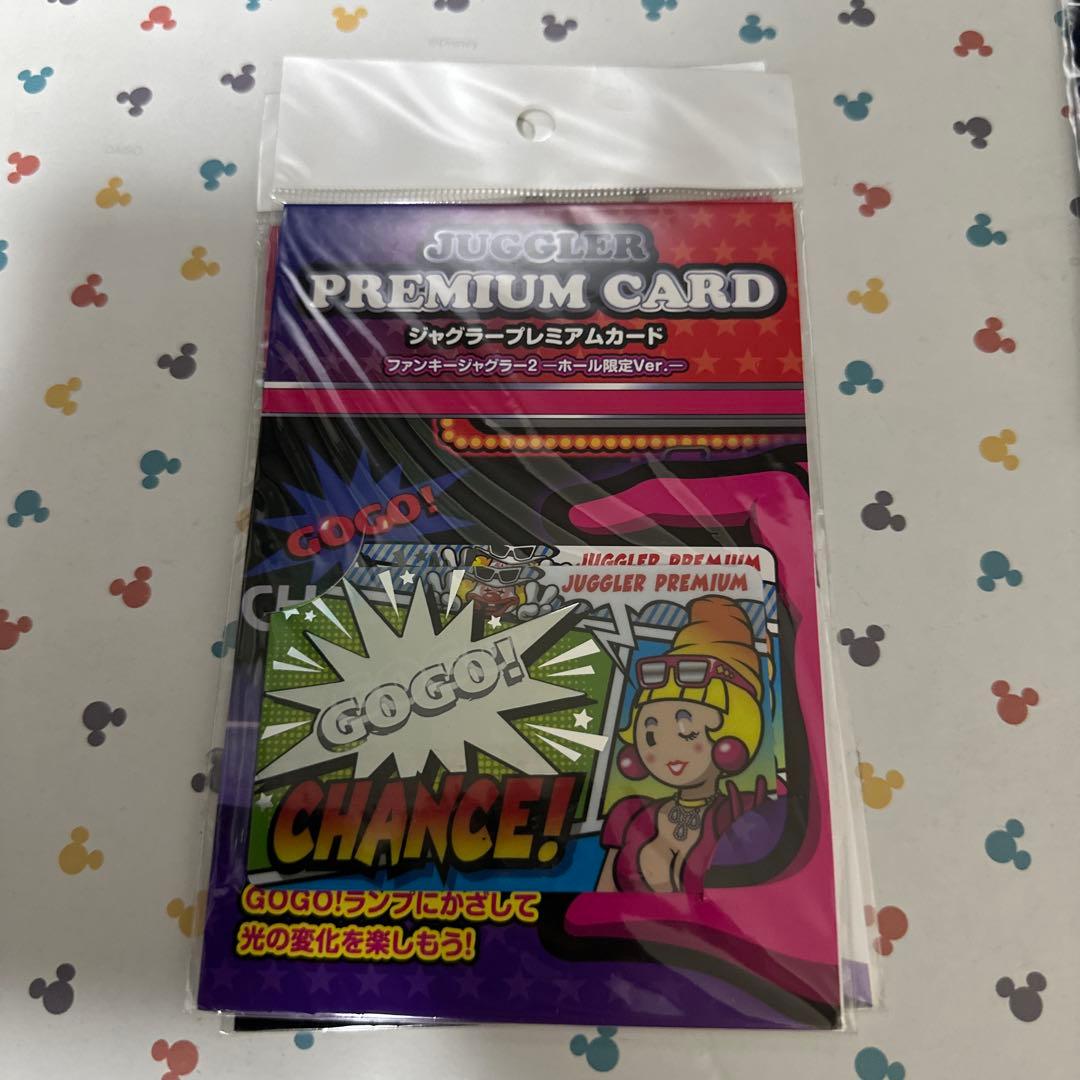 ©Disney
DAISO
JUGGLER
PREMIUM CARD
ジャグラープレミアムカード
ファンキージャグラー2 ーホール限定Ver.ー
GOGO!
CH
JUGGLER PREMIUM
JUGGLER PREMIUM
GOGO!
CHANCE!
GOGO!ランプにかざして
光の変化を楽しもう!